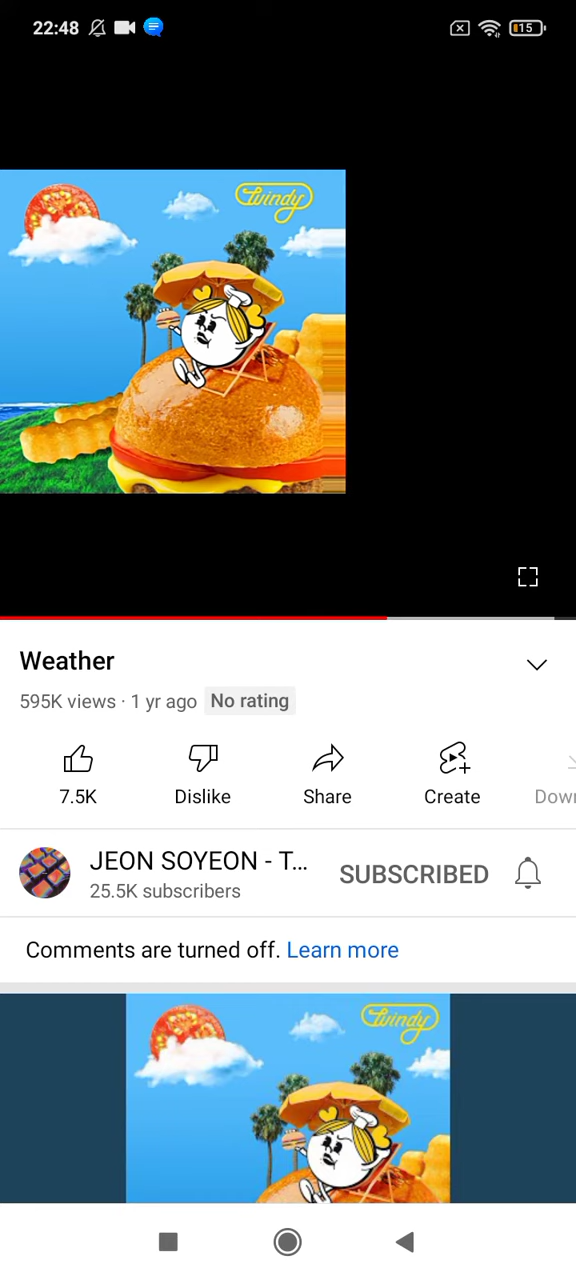 22:48
15
Windy
Weather
595K views · 1 yr ago No rating
7.5K
Dislike
Share
Create
Down
JEON SOYEON - T...
SUBSCRIBED
25.5K subscribers
Comments are turned off. Learn more
Windy